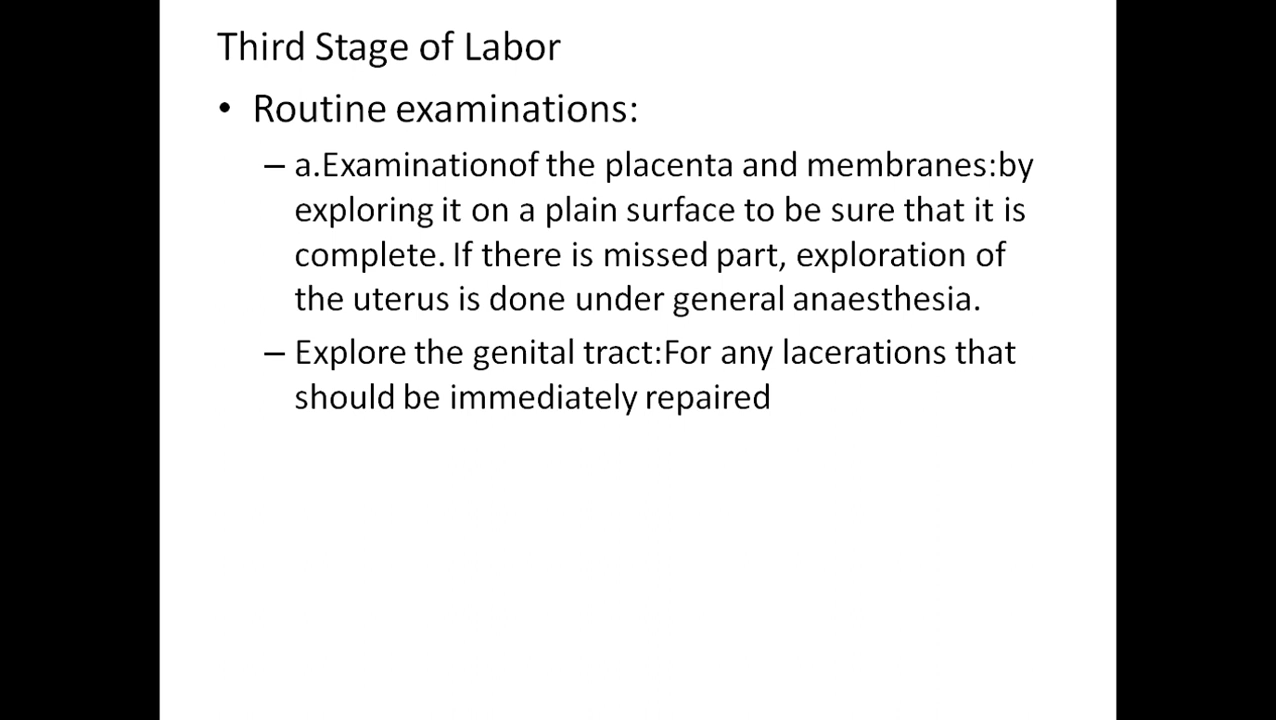 Third Stage of Labor
• Routine examinations:
– a.Examinationof the placenta and membranes:by
exploring it on a plain surface to be sure that it is
complete. If there is missed part, exploration of
the uterus is done under general anaesthesia.
– Explore the genital tract:For any lacerations that
should be immediately repaired